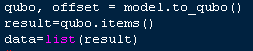 qubo, offset = model.to_qubo()
result=qubo.items()
data=list(result)